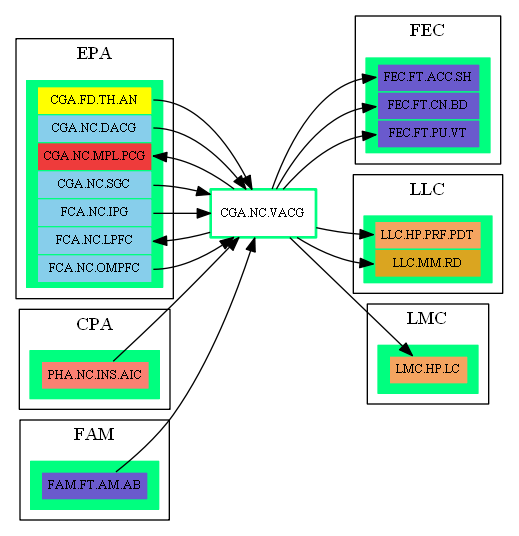 EPA
CGA.FD.TH.AN
CGA.NC.DACG
CGA.NC.MPL.PCG
CGA.NC.SGC
FCA.NC.IPG
FCA.NC.LPFC
FCA.NC.OMPFC
CPA
PHA.NC.INS.AIC
FAM
FAM.FT.AM.AB
CGA.NC.VACG
FEC
FEC.FT.ACC.SH
FEC.FT.CN.BD
FEC.FT.PU.VT
LLC
LLC.HP.PRF.PDT
LLC.MM.RD
LMC
LMC.HP.LC